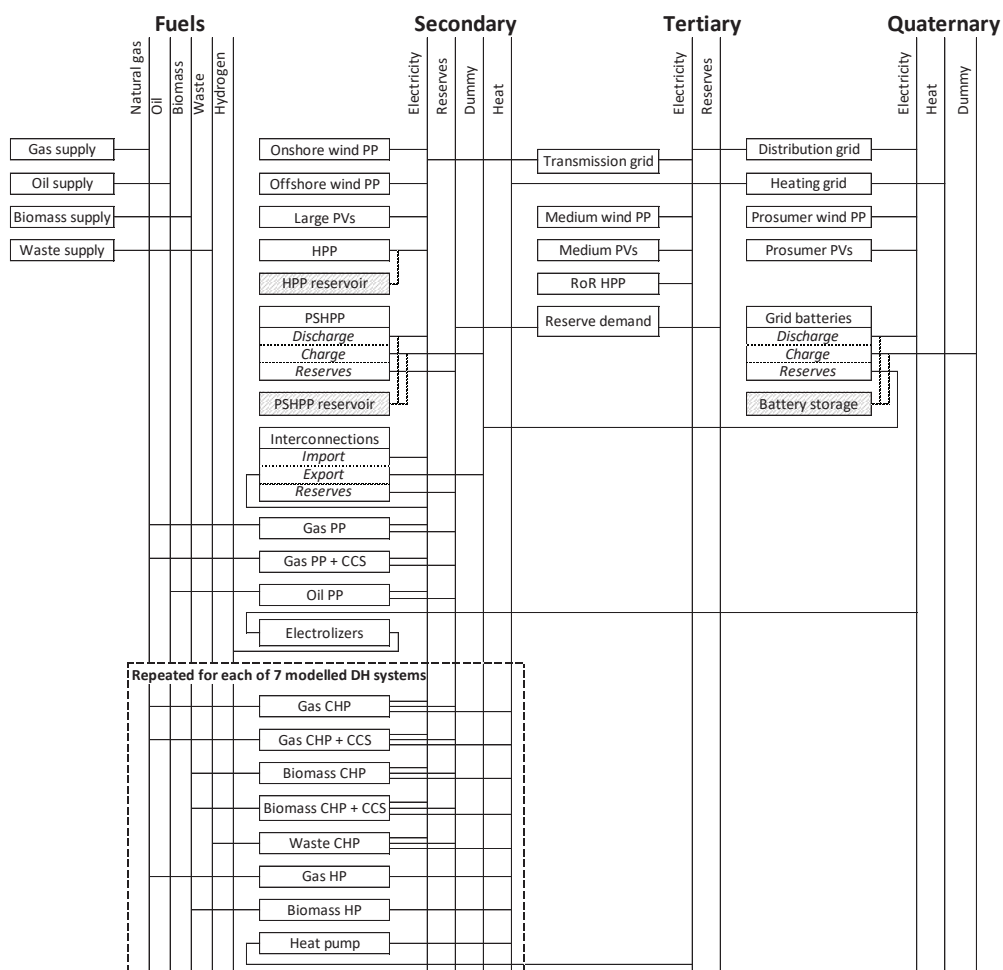 Fuels
Secondary
Tertiary
Quaternary
Natural gas
Oil
Biomass
Waste
Hydrogen
Electricity
Reserves
Dummy
Heat
Electricity
Reserves
Electricity
Heat
Dummy
Gas supply
Oil supply
Biomass supply
Waste supply
Onshore wind PP
Offshore wind PP
Large PVs
HPP
HPP reservoir
PSHPP
Discharge
Charge
Reserves
PSHPP reservoir
Interconnections
Import
Export
Reserves
Gas PP
Gas PP + CCS
Oil PP
Electrolizers
Transmission grid
Medium wind PP
Medium PVs
RoR HPP
Reserve demand
Distribution grid
Heating grid
Prosumer wind PP
Prosumer PVs
Grid batteries
Discharge
Charge
Reserves
Battery storage
Repeated for each of 7 modelled DH systems
Gas CHP
Gas CHP + CCS
Biomass CHP
Biomass CHP + CCS
Waste CHP
Gas HP
Biomass HP
Heat pump